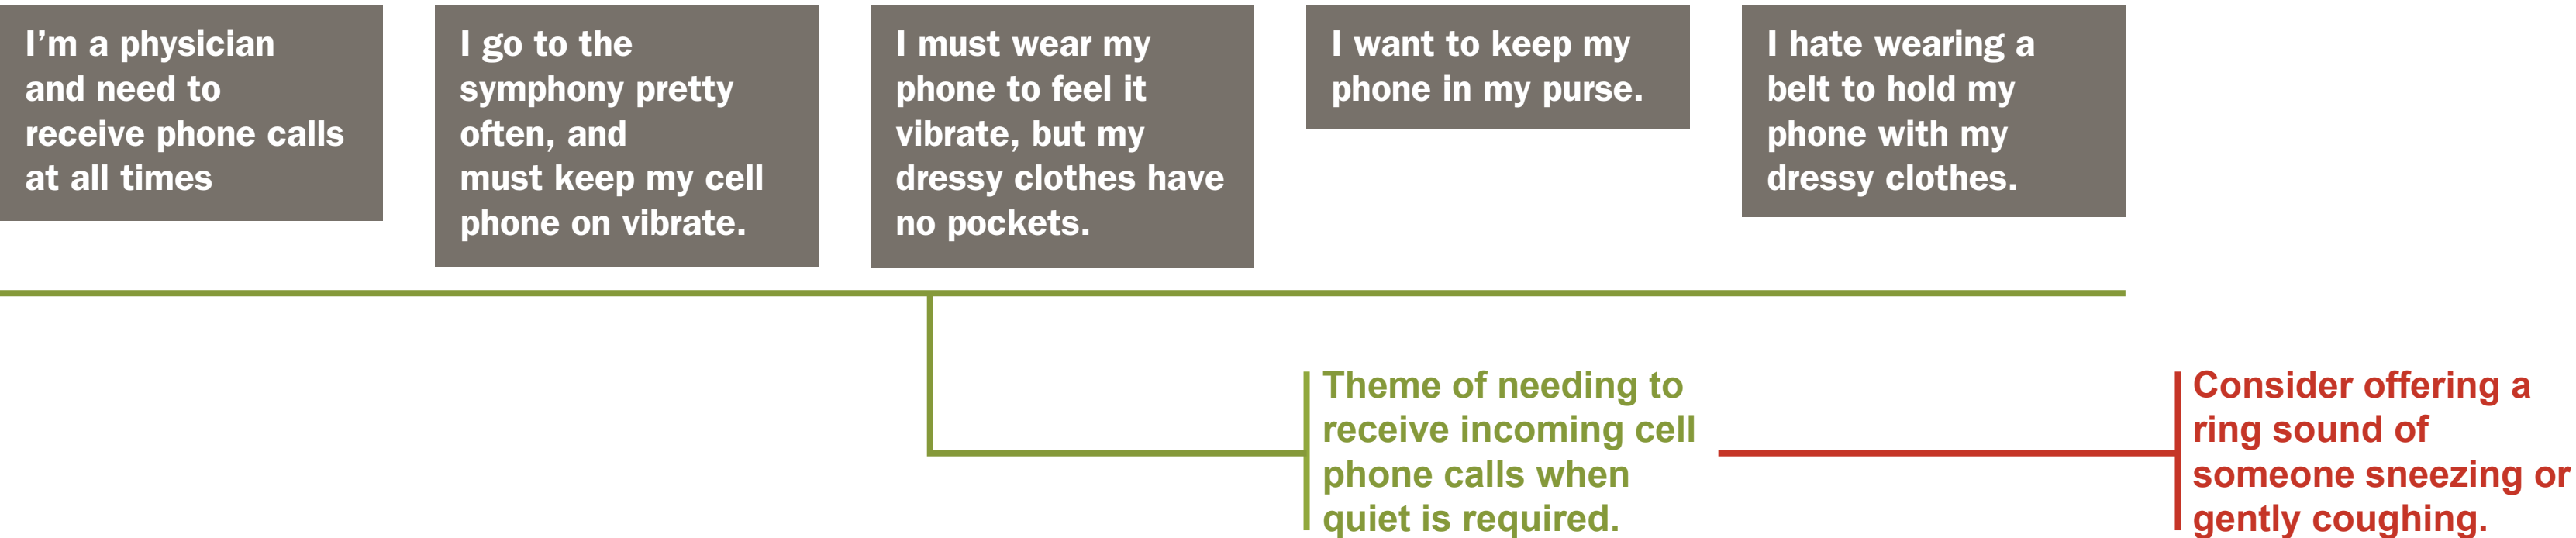 I’m a physician
and need to
receive phone calls
at all times
I go to the
symphony pretty
often, and
must keep my cell
phone on vibrate.
I must wear my
phone to feel it
vibrate, but my
dressy clothes have
no pockets.
I want to keep my
phone in my purse.
I hate wearing a
belt to hold my
phone with my
dressy clothes.
Theme of needing to
receive incoming cell
phone calls when
quiet is required.
Consider offering a
ring sound of
someone sneezing or
gently coughing.